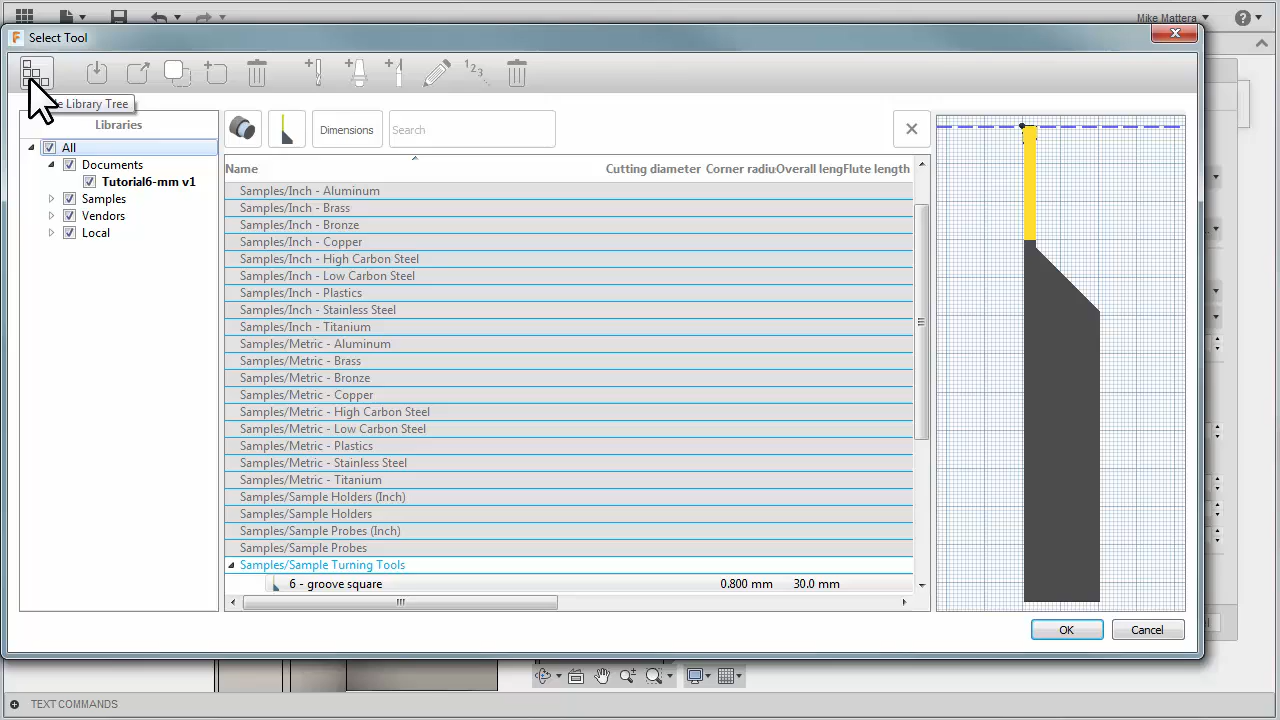 Mike Mattera
Select Tool
Library Tree
Libraries
All
Documents
Tutorial6-mm v1
Samples
Vendors
Local
Dimensions
Search
Name
Cutting diameter
Corner radiu
Overall leng
Flute length
Samples/Inch - Aluminum
Samples/Inch - Brass
Samples/Inch - Bronze
Samples/Inch - Copper
Samples/Inch - High Carbon Steel
Samples/Inch - Low Carbon Steel
Samples/Inch - Plastics
Samples/Inch - Stainless Steel
Samples/Inch - Titanium
Samples/Metric - Aluminum
Samples/Metric - Brass
Samples/Metric - Bronze
Samples/Metric - Copper
Samples/Metric - High Carbon Steel
Samples/Metric - Low Carbon Steel
Samples/Metric - Plastics
Samples/Metric - Stainless Steel
Samples/Metric - Titanium
Samples/Sample Holders (Inch)
Samples/Sample Holders
Samples/Sample Probes (Inch)
Samples/Sample Probes
Samples/Sample Turning Tools
6 - groove square
0.800 mm
30.0 mm
OK
Cancel
TEXT COMMANDS